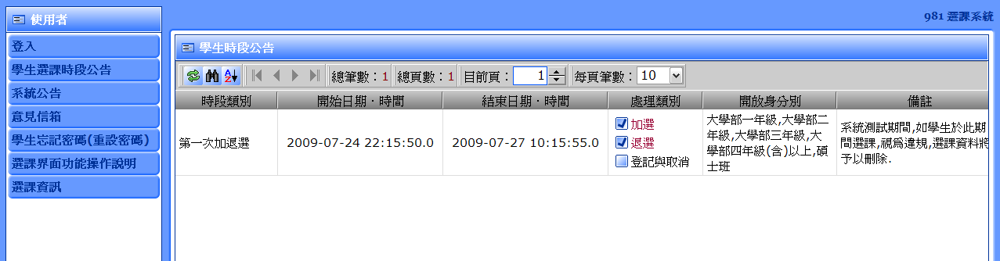 使用者
981 選課系統
登入
學生選課時段公告
系統公告
意見信箱
學生忘記密碼(重設密碼)
選課界面功能操作說明
選課資訊
學生時段公告
總筆數：1 總頁數：1 目前頁：1 每頁筆數：10
時段類別 開始日期．時間 結束日期．時間 處理類別 開放身分別 備註
第一次加退選 2009-07-24 22:15:50.0 2009-07-27 10:15:55.0
加選
退選
登記與取消
大學部一年級,大學部二
年級,大學部三年級,大
學部四年級(含)以上,碩
士班
系統測試期間,如學生於此期
間選課,視為違規,選課資料將
予以刪除.